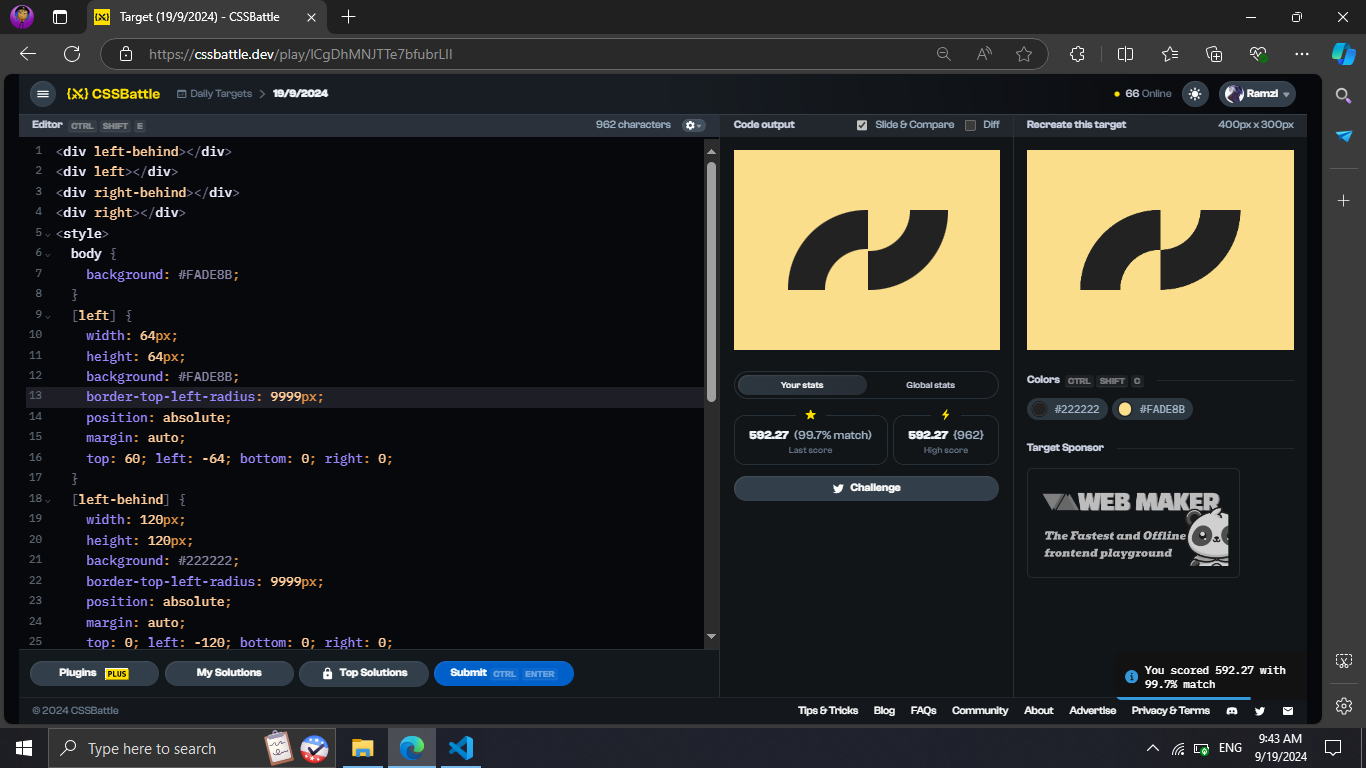 Target (19/9/2024) - CSSBattle
https://cssbattle.dev/play/lCgDhMNJTTe7bfubrLlI
{X} CSSBattle
Daily Targets > 19/9/2024
66 Online
Ramzi
Editor CTRL SHIFT E
962 characters
Code output
Slide & Compare
Diff
Recreate this target
400px x 300px
1 <div left-behind></div>
2 <div left></div>
3 <div right-behind></div>
4 <div right></div>
5 <style>
6 body {
7 background: #FADE8B;
8 }
9 [left] {
10 width: 64px;
11 height: 64px;
12 background: #FADE8B;
13 border-top-left-radius: 9999px;
14 position: absolute;
15 margin: auto;
16 top: 60; left: -64; bottom: 0; right: 0;
17 }
18 [left-behind] {
19 width: 120px;
20 height: 120px;
21 background: #222222;
22 border-top-left-radius: 9999px;
23 position: absolute;
24 margin: auto;
25 top: 0; left: -120; bottom: 0; right: 0;
Your stats
Global stats
592.27 (99.7% match)
Last score
592.27 {962}
High score
Challenge
Colors CTRL SHIFT C
#222222
#FADE8B
Target Sponsor
WEB MAKER
The Fastest and Offline
frontend playground
Plugins PLUS
My Solutions
Top Solutions
Submit CTRL ENTER
You scored 592.27 with
99.7% match
© 2024 CSSBattle
Tips & Tricks
Blog
FAQs
Community
About
Advertise
Privacy & Terms
Type here to search
ENG
9:43 AM
9/19/2024